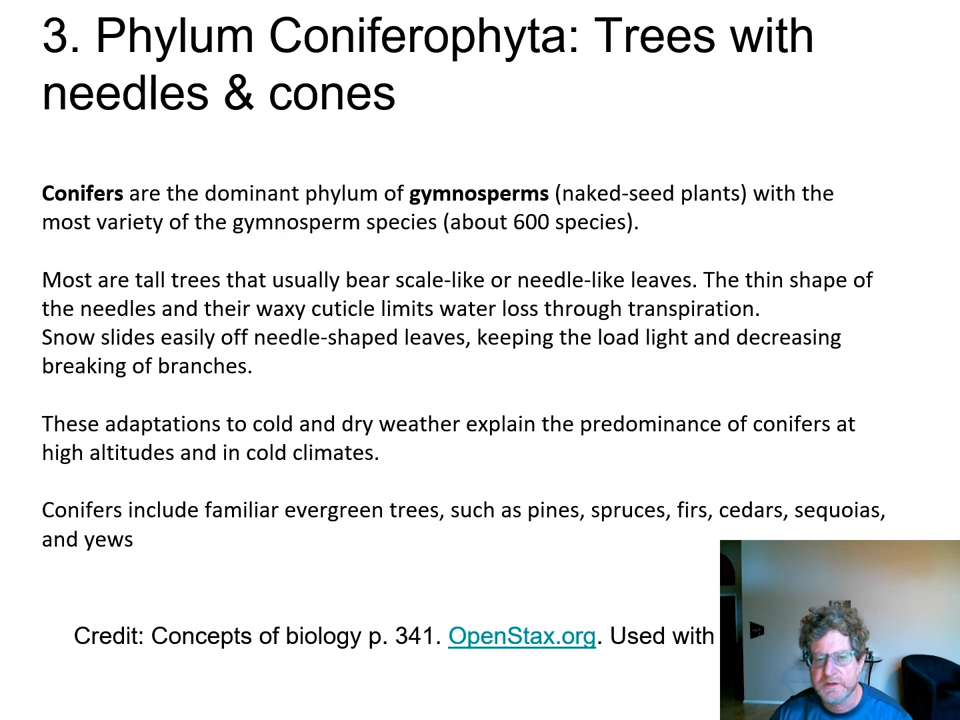 3. Phylum Coniferophyta: Trees with
needles & cones
Conifers are the dominant phylum of gymnosperms (naked-seed plants) with the
most variety of the gymnosperm species (about 600 species).
Most are tall trees that usually bear scale-like or needle-like leaves. The thin shape of
the needles and their waxy cuticle limits water loss through transpiration.
Snow slides easily off needle-shaped leaves, keeping the load light and decreasing
breaking of branches.
These adaptations to cold and dry weather explain the predominance of conifers at
high altitudes and in cold climates.
Conifers include familiar evergreen trees, such as pines, spruces, firs, cedars, sequoias,
and yews
Credit: Concepts of biology p. 341. OpenStax.org. Used with